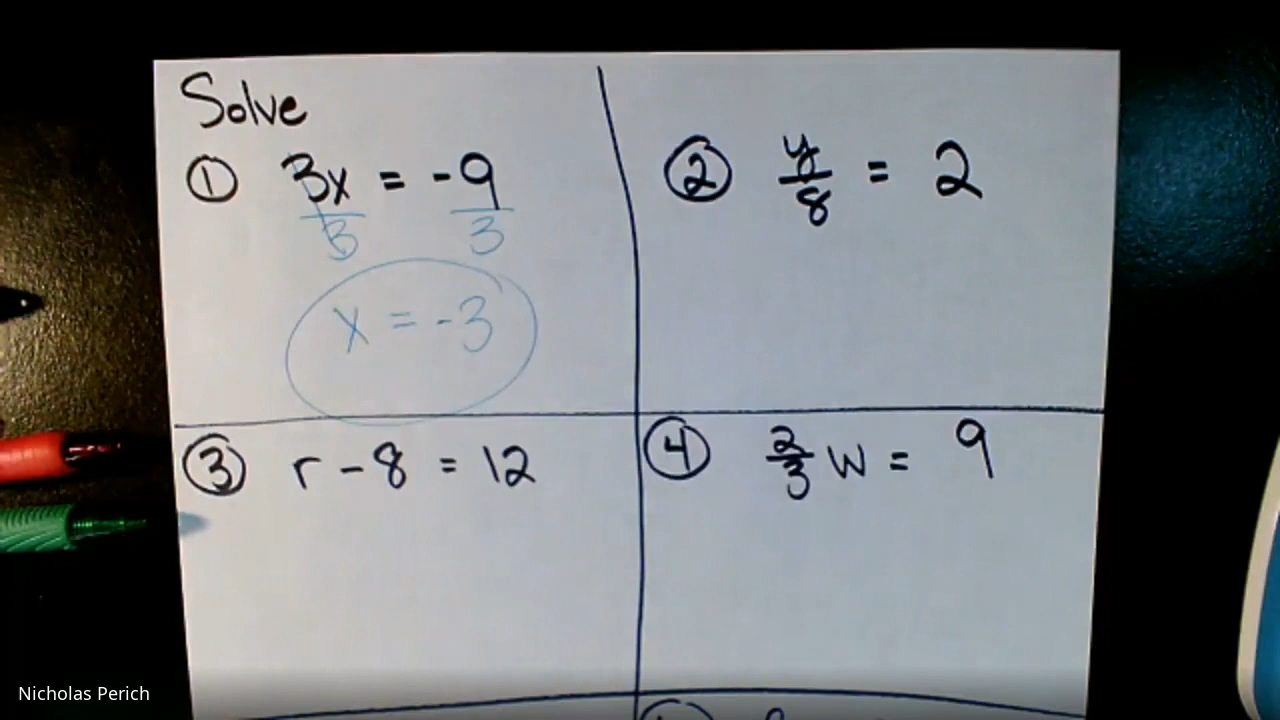 Solve
① 3x = -9
3 3
x = -3
② y/8 = 2
③ r - 8 = 12
④ 2/3 w = 9
Nicholas Perich